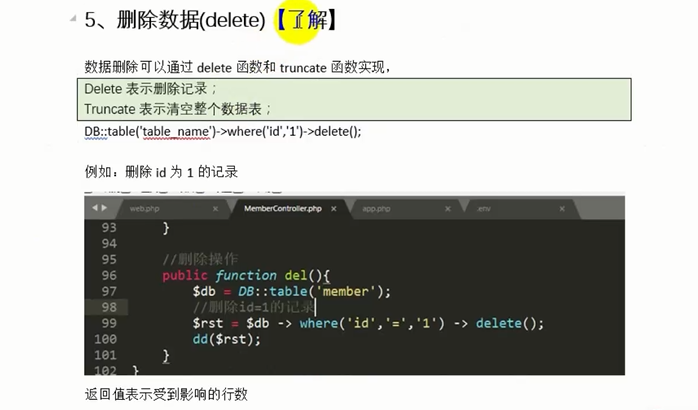 5、删除数据(delete)【了解】
数据删除可以通过 delete 函数和 truncate 函数实现，
Delete 表示删除记录；
Truncate 表示清空整个数据表；
DB::table('table_name')->where('id','1')->delete();
例如：删除 id 为 1 的记录
web.php × MemberController.php × app.php × .env ×
93 }
94
95 //删除操作
96 public function del(){
97 $db = DB::table('member');
98 //删除id=1的记录
99 $rst = $db -> where('id','=','1') -> delete();
100 dd($rst);
101 }
102 }
返回值表示受到影响的行数